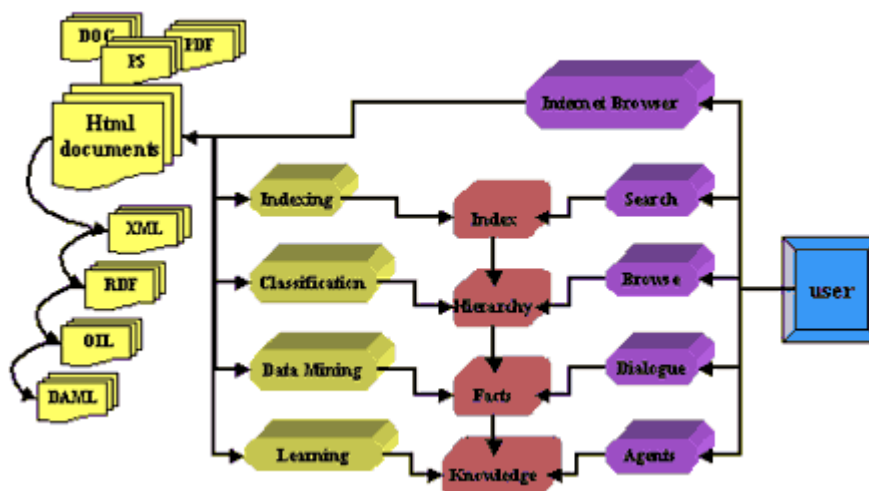 DOC
PDF
PS
Html
documents
Internet Browser
Indexing
Index
Search
XML
Classification
Hierarchy
Browse
RDF
user
OIL
Data Mining
Facts
Dialogue
DAML
Learning
Knowledge
Agents